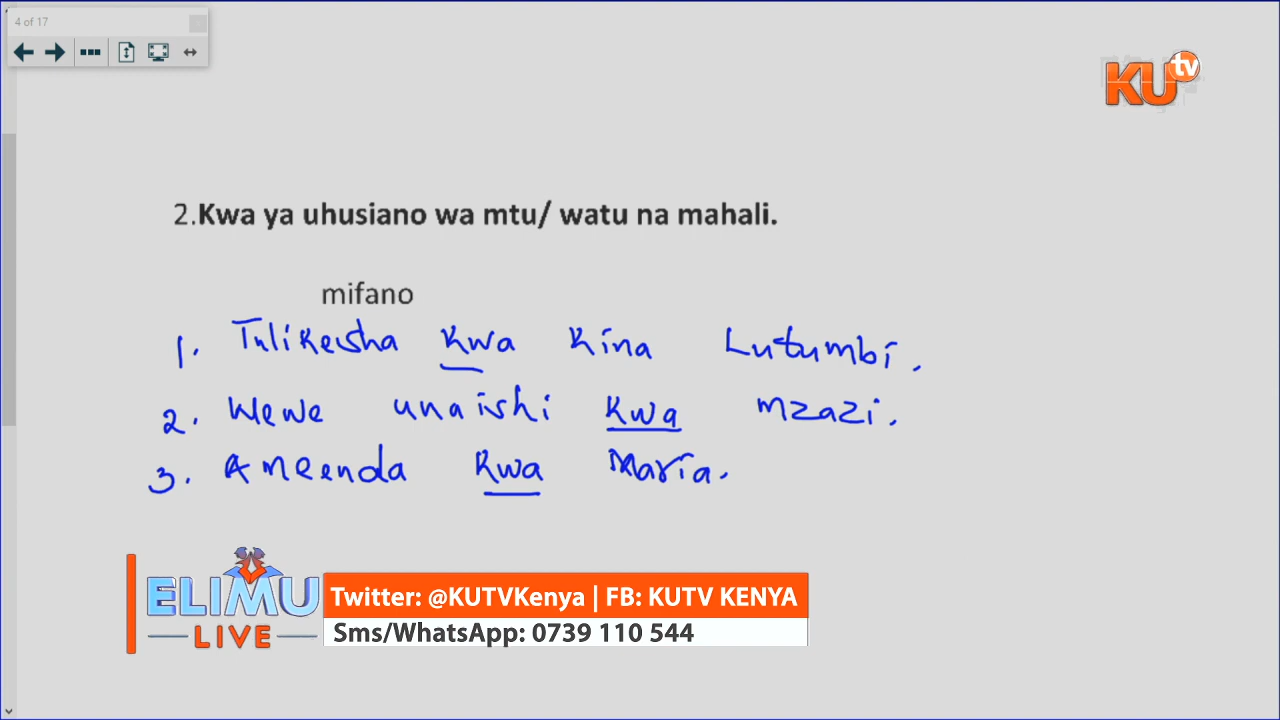 4 of 17
KU tv
2.Kwa ya uhusiano wa mtu/ watu na mahali.
mifano
1. Tulikesha Kwa Kina Lutumbi.
2. Wewe unaishi Kwa mzazi.
3. Ameenda Kwa Maria.
ELIMU
LIVE
Twitter: @KUTVKenya | FB: KUTV KENYA
Sms/WhatsApp: 0739 110 544